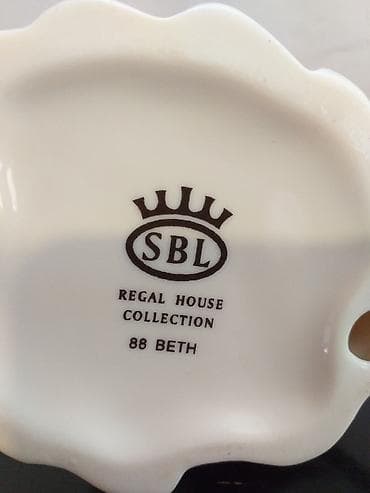 SBL
REGAL HOUSE
COLLECTION
88 BETH